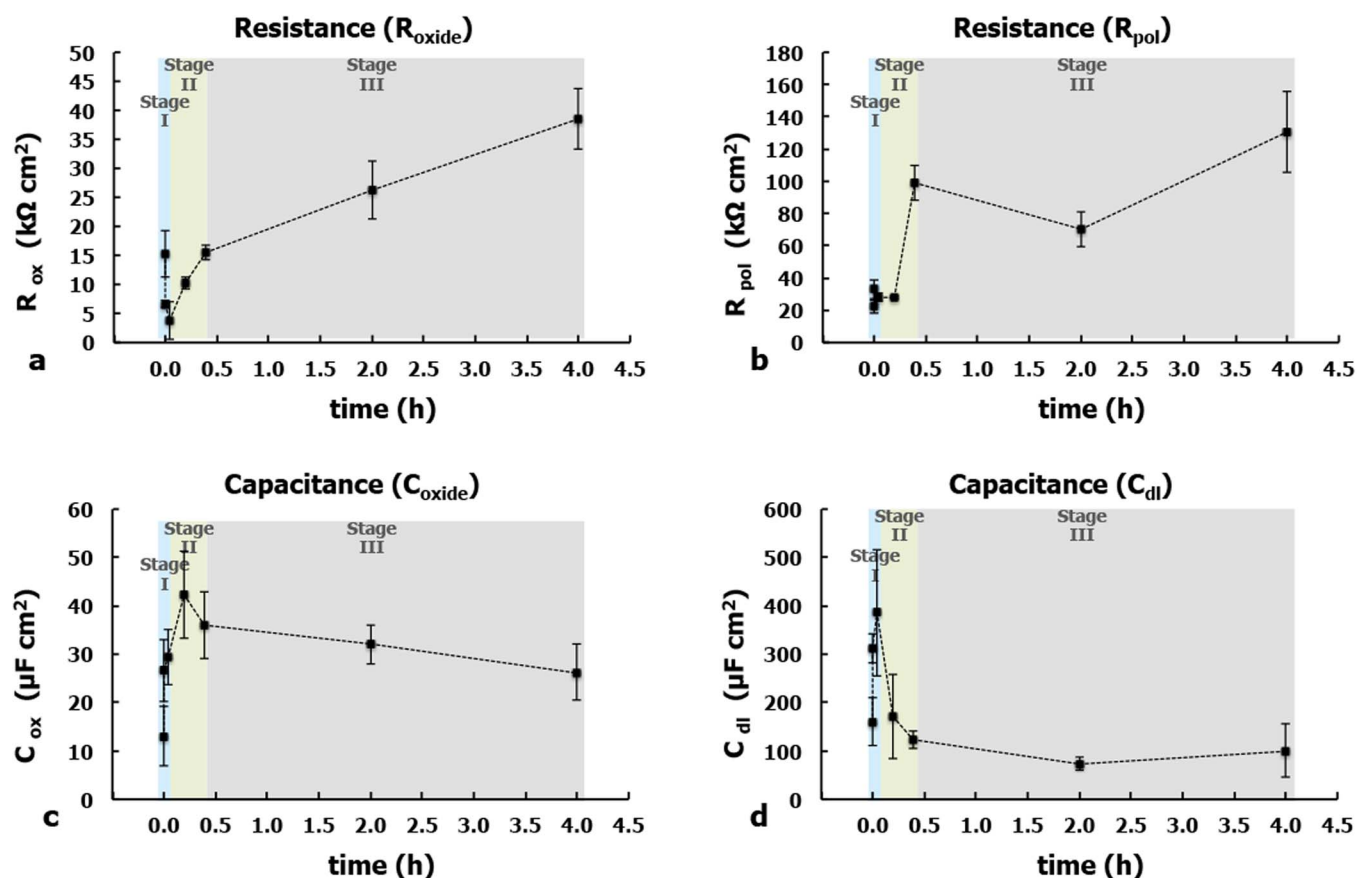 Resistance (Roxide)
50
45
40
35
30
25
20
15
10
5
0
R ox (kΩ cm²)
Stage
I
Stage
II
Stage
III
0.0 0.5 1.0 1.5 2.0 2.5 3.0 3.5 4.0 4.5
a
time (h)
Resistance (Rpol)
180
160
140
120
100
80
60
40
20
0
R pol (kΩ cm²)
Stage
I
Stage
II
Stage
III
0.0 0.5 1.0 1.5 2.0 2.5 3.0 3.5 4.0 4.5
b
time (h)
Capacitance (Coxide)
60
50
40
30
20
10
0
C ox (µF cm²)
Stage
I
Stage
II
Stage
III
0.0 0.5 1.0 1.5 2.0 2.5 3.0 3.5 4.0 4.5
c
time (h)
Capacitance (Cdl)
600
500
400
300
200
100
0
C dl (µF cm²)
Stage
I
Stage
II
Stage
III
0.0 0.5 1.0 1.5 2.0 2.5 3.0 3.5 4.0 4.5
d
time (h)